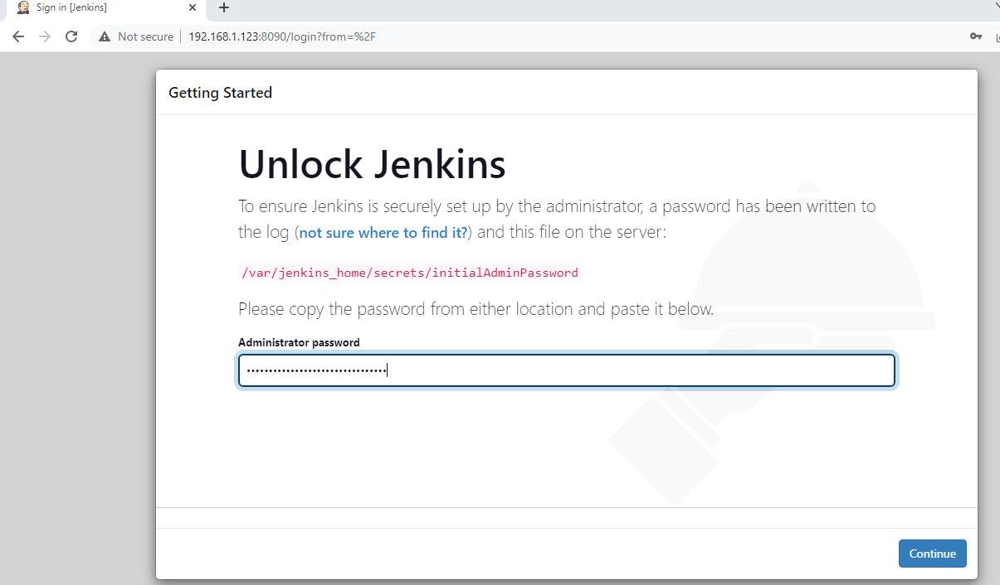 Sign in [Jenkins]
Not secure
192.168.1.123:8090/login?from=%2F
Getting Started
Unlock Jenkins
To ensure Jenkins is securely set up by the administrator, a password has been written to
the log (not sure where to find it?) and this file on the server:
/var/jenkins_home/secrets/initialAdminPassword
Please copy the password from either location and paste it below.
Administrator password
Continue